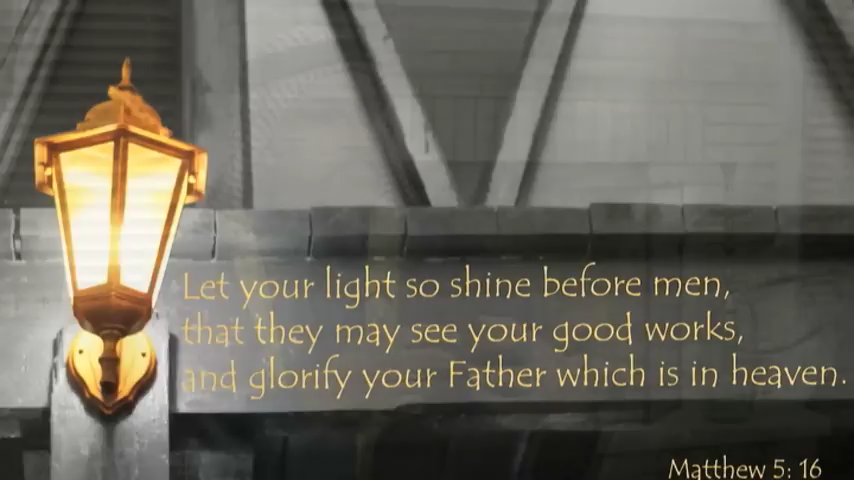 Let your light so shine before men,
that they may see your good works,
and glorify your Father which is in heaven.
Matthew 5: 16